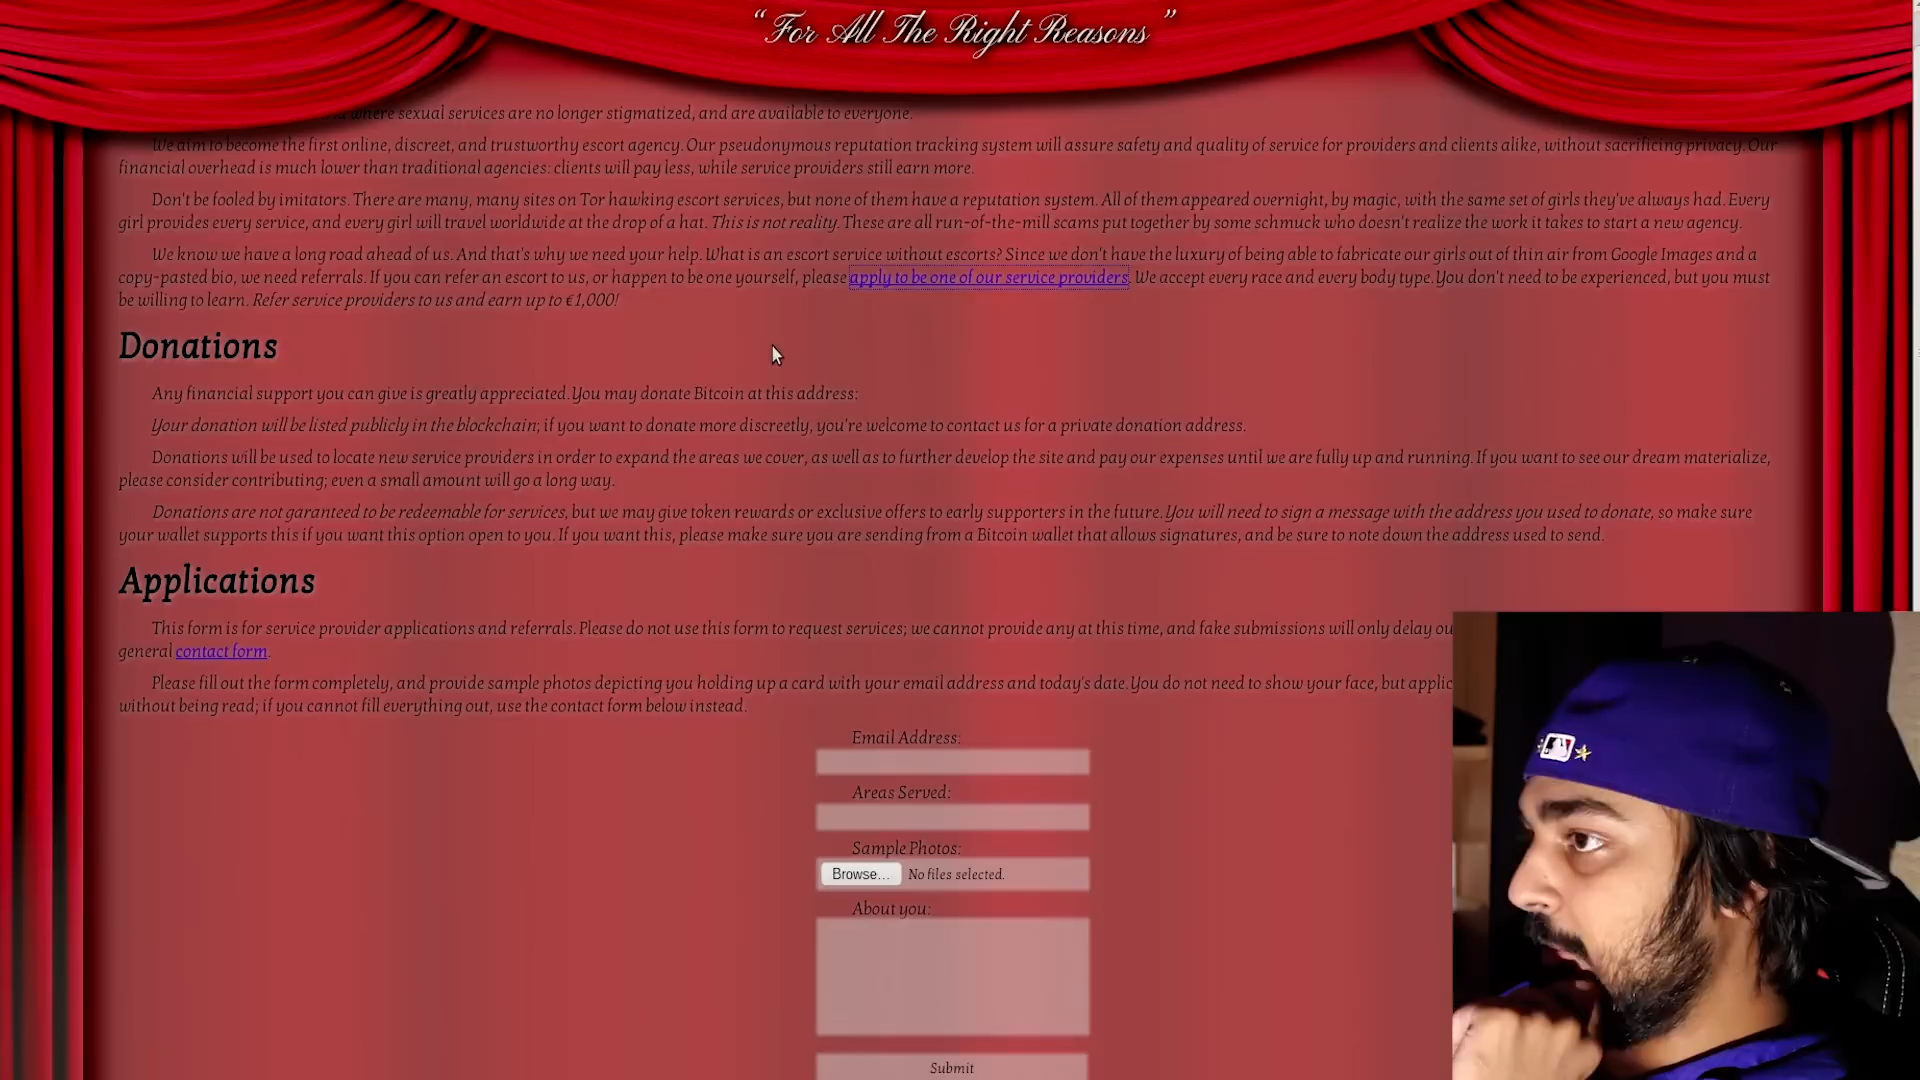 “ For All The Right Reasons ”
where sexual services are no longer stigmatized, and are available to everyone.
We aim to become the first online, discreet, and trustworthy escort agency. Our pseudonymous reputation tracking system will assure safety and quality of service for providers and clients alike, without sacrificing privacy. Our
financial overhead is much lower than traditional agencies: clients will pay less, while service providers still earn more.
Don't be fooled by imitators. There are many, many sites on Tor hawking escort services, but none of them have a reputation system. All of them appeared overnight, by magic, with the same set of girls they've always had. Every
girl provides every service, and every girl will travel worldwide at the drop of a hat. This is not reality. These are all run-of-the-mill scams put together by some schmuck who doesn't realize the work it takes to start a new agency.
We know we have a long road ahead of us. And that's why we need your help. What is an escort service without escorts? Since we don't have the luxury of being able to fabricate our girls out of thin air from Google Images and a
copy-pasted bio, we need referrals. If you can refer an escort to us, or happen to be one yourself, please apply to be one of our service providers. We accept every race and every body type. You don't need to be experienced, but you must
be willing to learn. Refer service providers to us and earn up to €1,000!
Donations
Any financial support you can give is greatly appreciated. You may donate Bitcoin at this address:
Your donation will be listed publicly in the blockchain; if you want to donate more discreetly, you're welcome to contact us for a private donation address.
Donations will be used to locate new service providers in order to expand the areas we cover, as well as to further develop the site and pay our expenses until we are fully up and running. If you want to see our dream materialize,
please consider contributing; even a small amount will go a long way.
Donations are not garanteed to be redeemable for services, but we may give token rewards or exclusive offers to early supporters in the future. You will need to sign a message with the address you used to donate, so make sure
your wallet supports this if you want this option open to you. If you want this, please make sure you are sending from a Bitcoin wallet that allows signatures, and be sure to note down the address used to send.
Applications
This form is for service provider applications and referrals. Please do not use this form to request services; we cannot provide any at this time, and fake submissions will only delay
general contact form.
Please fill out the form completely, and provide sample photos depicting you holding up a card with your email address and today's date. You do not need to show your face, but
without being read; if you cannot fill everything out, use the contact form below instead.
Email Address:
Areas Served:
Sample Photos:
Browse... No files selected.
About you:
Submit